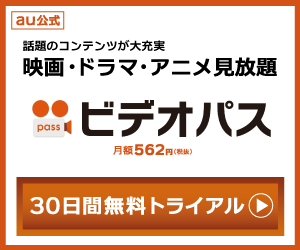 au公式
話題のコンテンツが大充実
映画・ドラマ・アニメ見放題
pass
ビデオパス
月額562円(税抜)
30日間無料トライアル